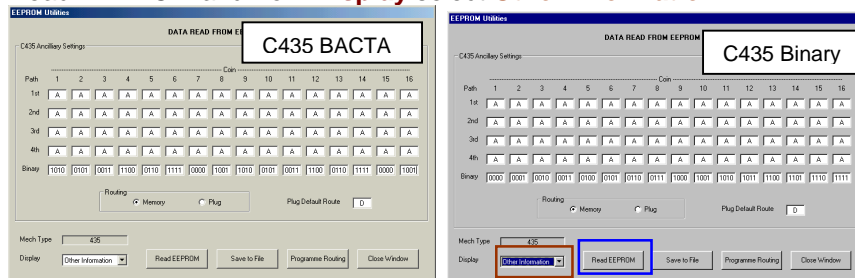 Display select
EEPROM Utilities
DATA READ FROM
C435 BACTA
C435 Ancilliary Settings
Coin
Path 1 2 3 4 5 6 7 8 9 10 11 12 13 14 15 16
1st A A A A A A A A A A A A A A A A
2nd A A A A A A A A A A A A A A A A
3rd A A A A A A A A A A A A A A A A
4th A A A A A A A A A A A A A A A A
Binary 1010 0101 0011 1100 0110 1111 0000 1001 1010 0101 0011 1100 0110 1111 0000 1001
Routing
Memory Plug Plug Default Route D
Mech Type 435
Display Other Information Read EEPROM Save to File Programme Routing Close Window
EEPROM Utilities
DATA READ FROM EEPROM
C435 Binary
C435 Ancilliary Settings
Coin
Path 1 2 3 4 5 6 7 8 9 10 11 12 13 14 15 16
1st A A A A A A A A A A A A A A A A
2nd A A A A A A A A A A A A A A A A
3rd A A A A A A A A A A A A A A A A
4th A A A A A A A A A A A A A A A A
Binary 0000 0001 0010 0011 0100 0101 0110 0111 1000 1001 1010 1011 1100 1101 1110 1111
Routing
Memory Plug Plug Default Route D
Mech Type 435
Display Other Information Read EEPROM Save to File Programme Routing Close Window